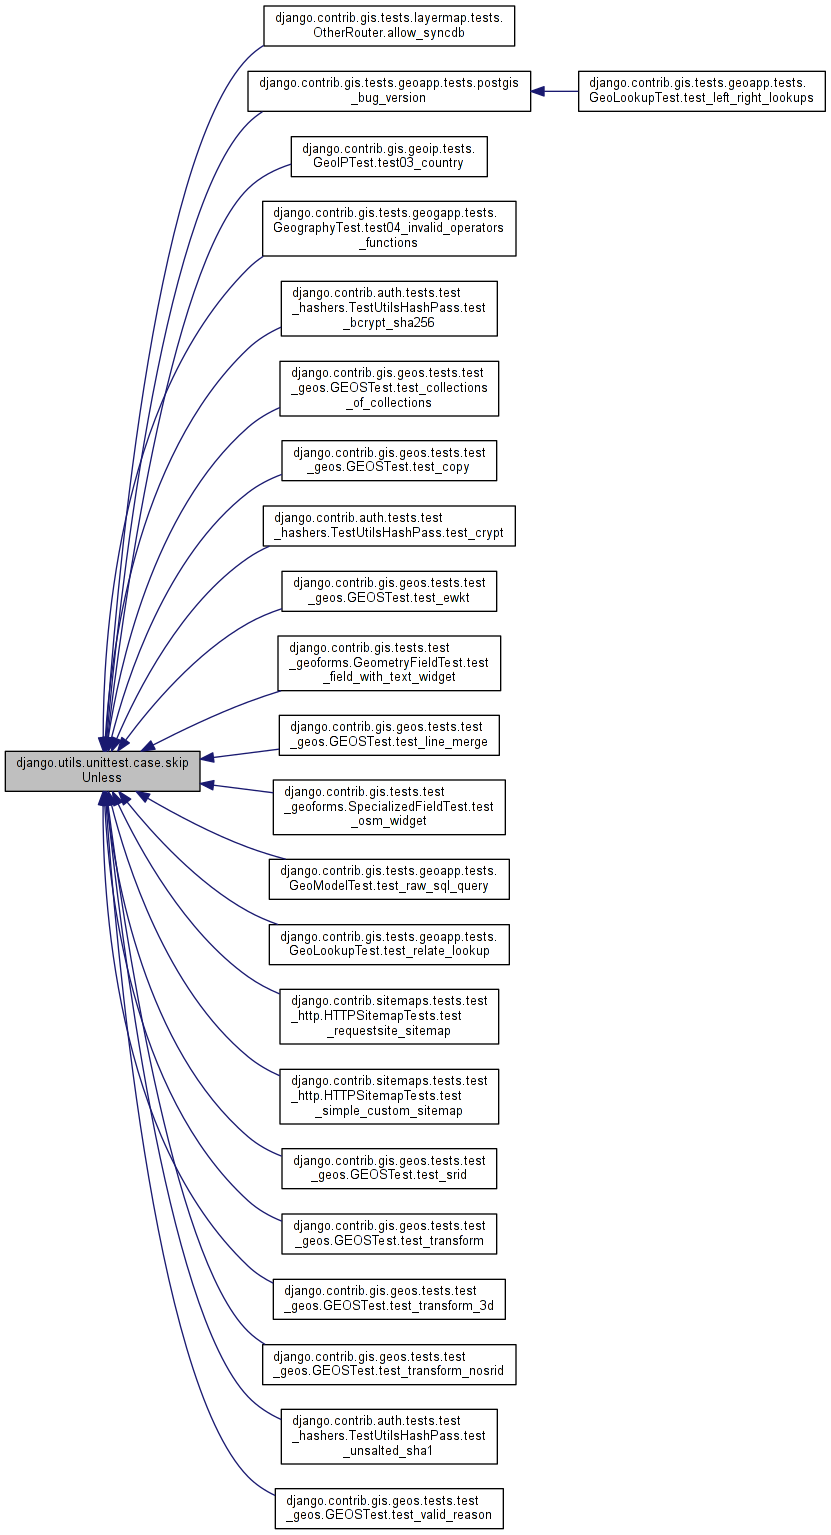 django.contrib.gis.tests.layermap.tests.
OtherRouter.allow_syncdb
django.contrib.gis.tests.geoapp.tests.postgis
_bug_version
django.contrib.gis.tests.geoapp.tests.
GeoLookupTest.test_left_right_lookups
django.contrib.gis.geoip.tests.
GeoIPTest.test03_country
django.contrib.gis.tests.geogapp.tests.
GeographyTest.test04_invalid_operators
_functions
django.contrib.auth.tests.test
_hashers.TestUtilsHashPass.test
_bcrypt_sha256
django.contrib.gis.geos.tests.test
_geos.GEOSTest.test_collections
_of_collections
django.contrib.gis.geos.tests.test
_geos.GEOSTest.test_copy
django.contrib.auth.tests.test
_hashers.TestUtilsHashPass.test_crypt
django.contrib.gis.geos.tests.test
_geos.GEOSTest.test_ewkt
django.contrib.gis.tests.test
_geoforms.GeometryFieldTest.test
_field_with_text_widget
django.contrib.gis.geos.tests.test
_geos.GEOSTest.test_line_merge
django.utils.unittest.case.skip
Unless
django.contrib.gis.tests.test
_geoforms.SpecializedFieldTest.test
_osm_widget
django.contrib.gis.tests.geoapp.tests.
GeoModelTest.test_raw_sql_query
django.contrib.gis.tests.geoapp.tests.
GeoLookupTest.test_relate_lookup
django.contrib.sitemaps.tests.test
_http.HTTPSitemapTests.test
_requestsite_sitemap
django.contrib.sitemaps.tests.test
_http.HTTPSitemapTests.test
_simple_custom_sitemap
django.contrib.gis.geos.tests.test
_geos.GEOSTest.test_srid
django.contrib.gis.geos.tests.test
_geos.GEOSTest.test_transform
django.contrib.gis.geos.tests.test
_geos.GEOSTest.test_transform_3d
django.contrib.gis.geos.tests.test
_geos.GEOSTest.test_transform_nosrid
django.contrib.auth.tests.test
_hashers.TestUtilsHashPass.test
_unsalted_sha1
django.contrib.gis.geos.tests.test
_geos.GEOSTest.test_valid_reason